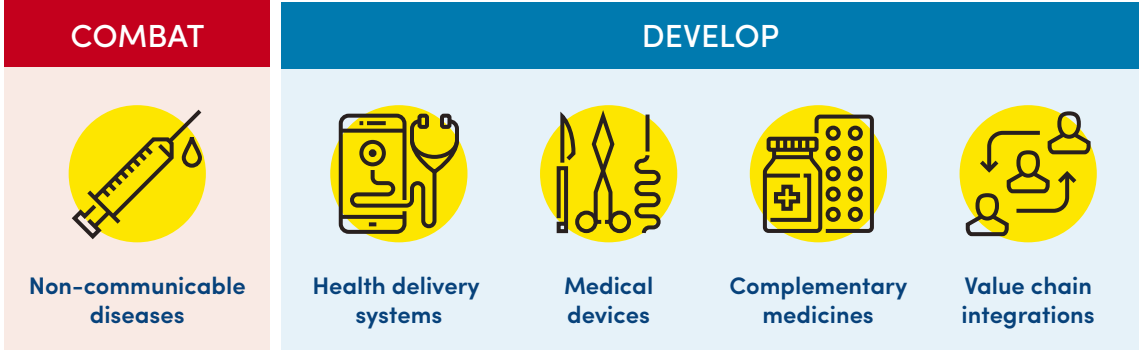 COMBAT
DEVELOP
Non-communicable
diseases
Health delivery
systems
Medical
devices
Complementary
medicines
Value chain
integrations